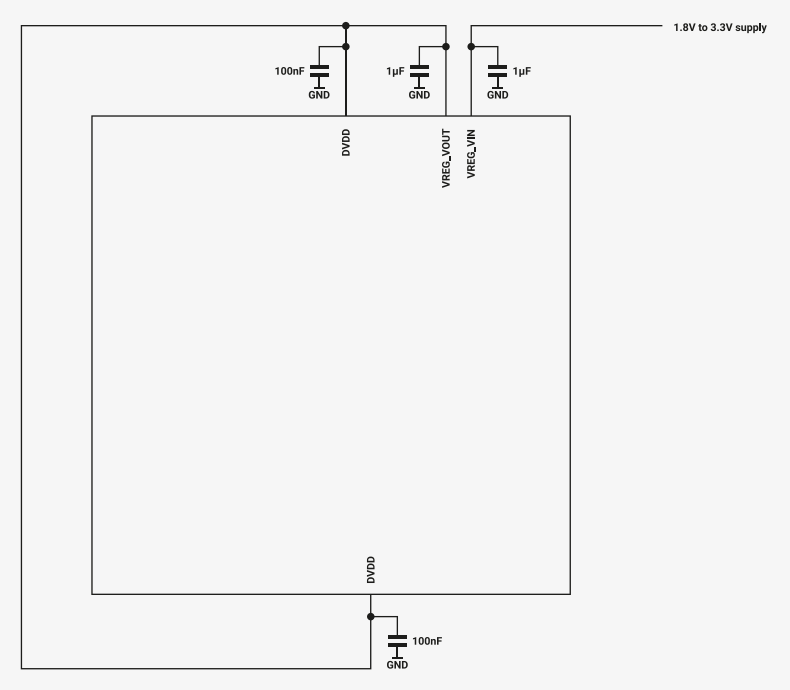 1.8V to 3.3V supply
100nF
1µF
1µF
GND
GND
GND
DVDD
VREG_VOUT
VREG_VIN
DVDD
100nF
GND